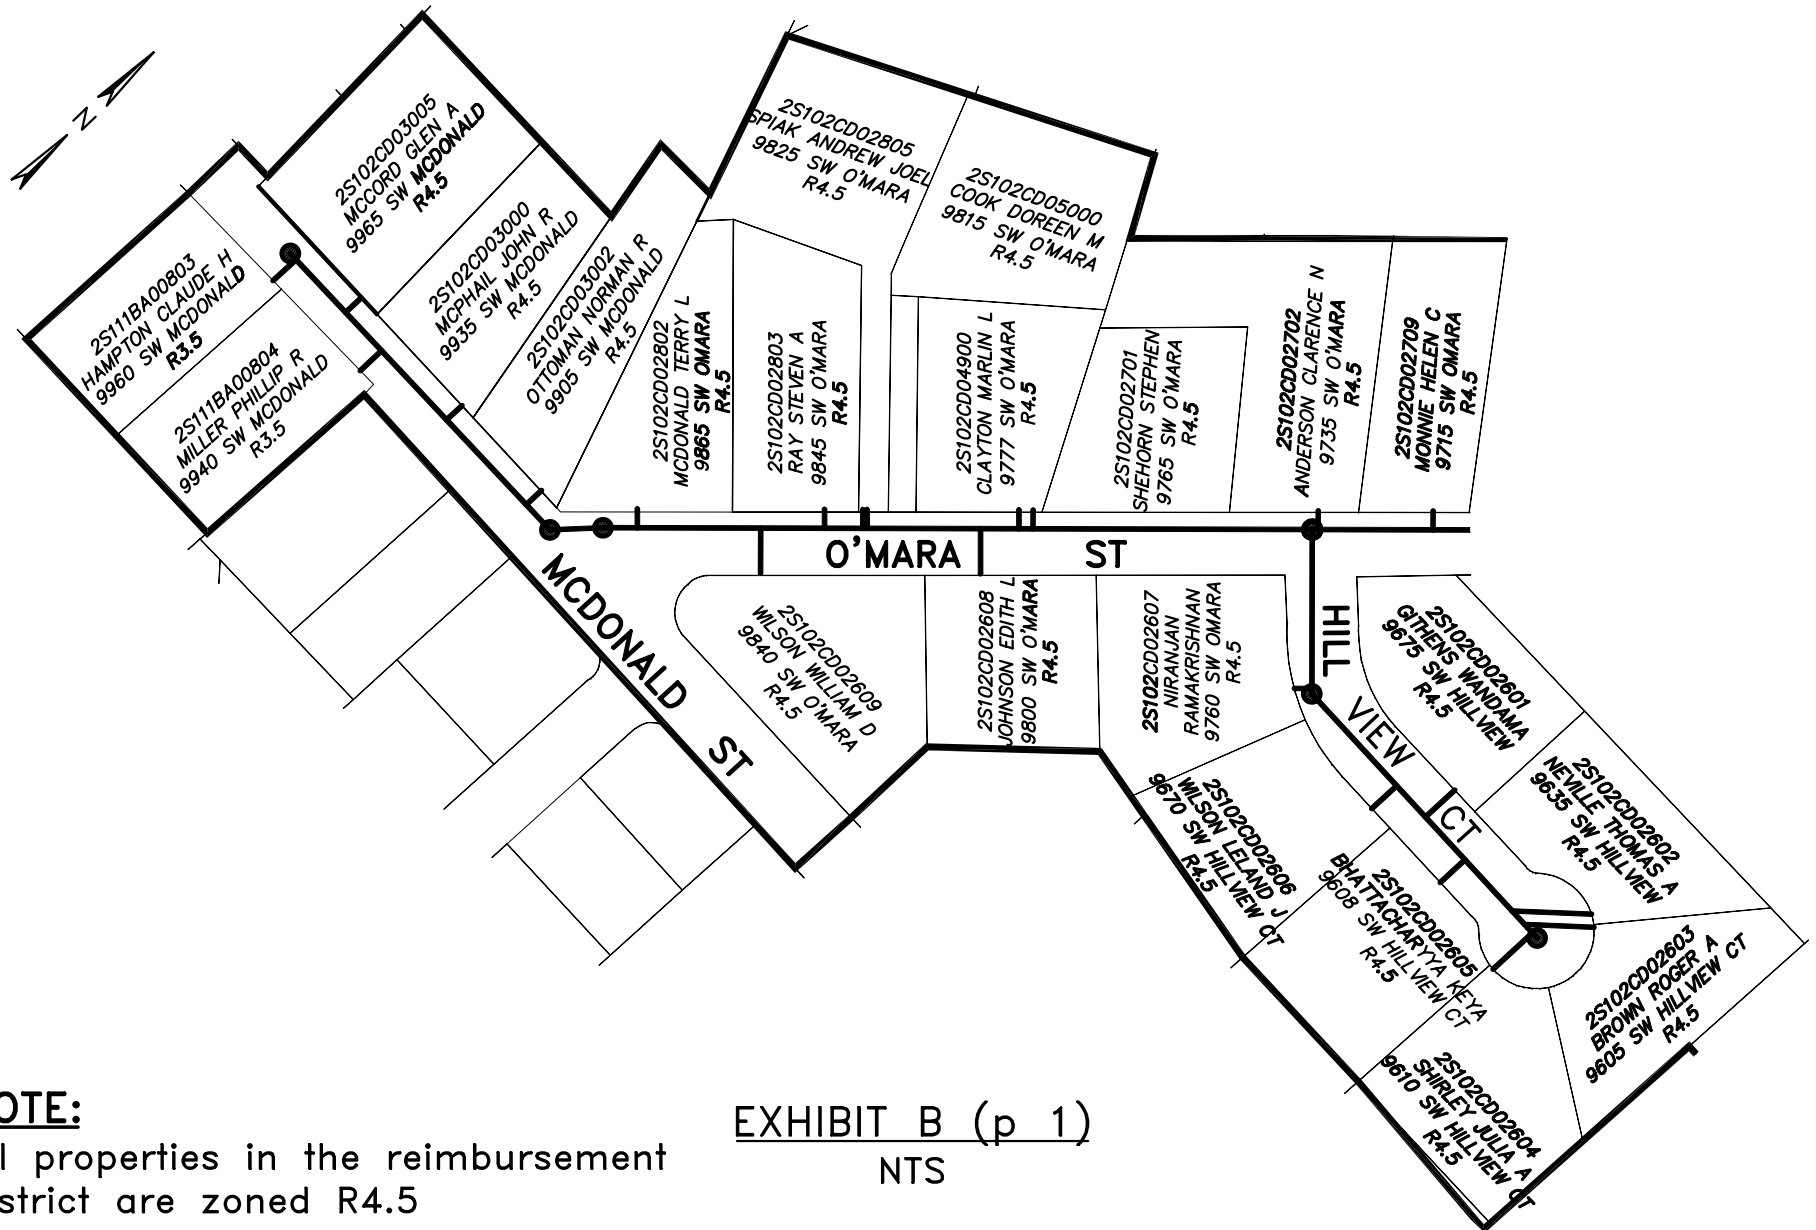 N
2S102CD03005
MCCORD GLEN A
9965 SW MCDONALD
R4.5
2S102CD03000
MCPHAIL JOHN R
9935 SW MCDONALD
R4.5
2S102CD03002
OTTOMAN NORMAN R
9905 SW MCDONALD
R4.5
2S111BA00803
HAMPTON CLAUDE H
9960 SW MCDONALD
R3.5
2S111BA00804
MILLER PHILLIP R
9940 SW MCDONALD
R3.5
2S102CD02805
SPIAK ANDREW JOEL
9825 SW O'MARA
R4.5
2S102CD05000
COOK DOREEN M
9815 SW O'MARA
R4.5
2S102CD02802
MCDONALD TERRY L
9865 SW OMARA
R4.5
2S102CD02803
RAY STEVEN A
9845 SW O'MARA
R4.5
2S102CD04900
CLAYTON MARLIN L
9777 SW O'MARA
R4.5
2S102CD02701
SHEHORN STEPHEN
9765 SW O'MARA
R4.5
2S102CD02702
ANDERSON CLARENCE N
9735 SW O'MARA
R4.5
2S102CD02709
MONNIE HELEN C
9715 SW OMARA
R4.5
O'MARA ST
MCDONALD ST
HILL VIEW CT
2S102CD02609
WILSON WILLIAM D
9840 SW O'MARA
R4.5
2S102CD02608
JOHNSON EDITH L
9800 SW O'MARA
R4.5
2S102CD02607
NIRANJAN
RAMAKRISHNAN
9760 SW OMARA
R4.5
2S102CD02601
GITHENS WANDAMA
9675 SW HILLVIEW
R4.5
2S102CD02602
NEVILLE THOMAS A
9635 SW HILLVIEW
R4.5
2S102CD02606
WILSON LELAND J
9670 SW HILLVIEW CT
R4.5
2S102CD02605
BHATTACHARYYA KEYA
9608 SW HILLVIEW CT
R4.5
2S102CD02603
BROWN ROGER A
9605 SW HILLVIEW CT
R4.5
2S102CD02604
SHIRLEY JULIA A
9610 SW HILLVIEW CT
R4.5
OTE:
l properties in the reimbursement
strict are zoned R4.5
EXHIBIT B (p 1)
NTS